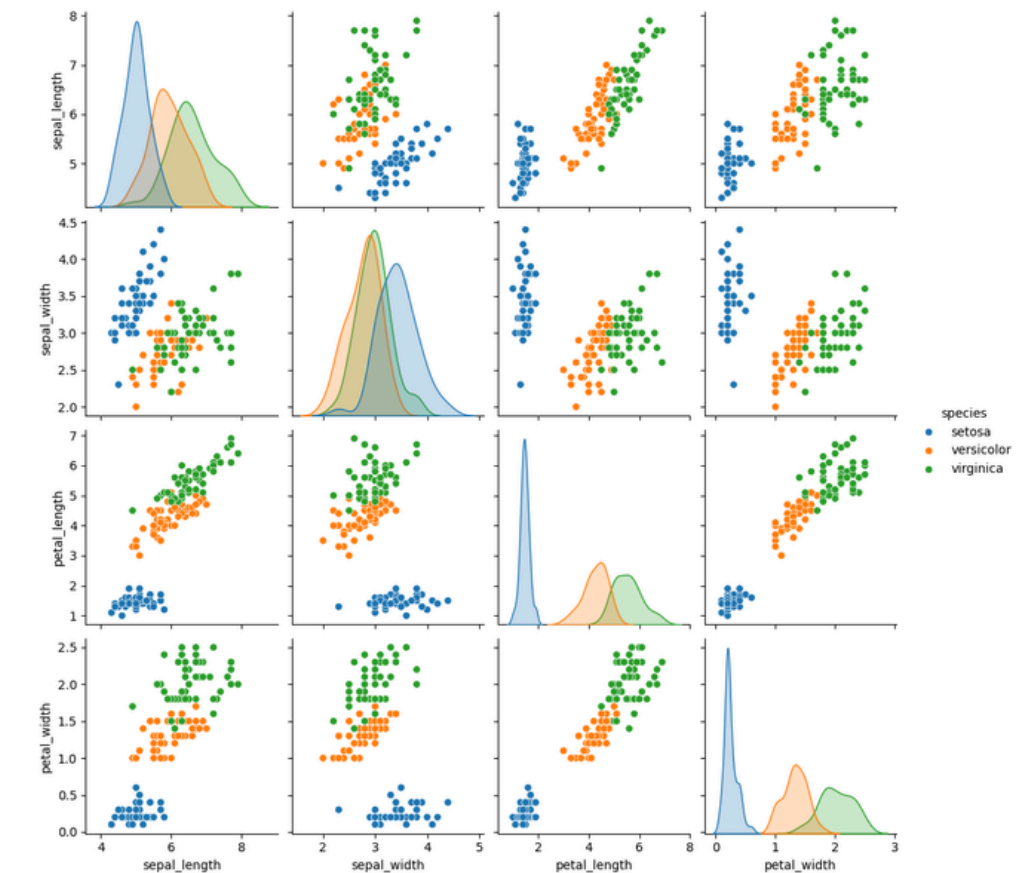 8
7
6
5
sepal_length
4.5
4.0
3.5
3.0
2.5
2.0
sepal_width
7
6
5
4
3
2
1
petal_length
2.5
2.0
1.5
1.0
0.5
0.0
petal_width
4 6 8
sepal_length
2 3 4 5
sepal_width
2 4 6 8
petal_length
0 1 2 3
petal_width
species
setosa
versicolor
virginica